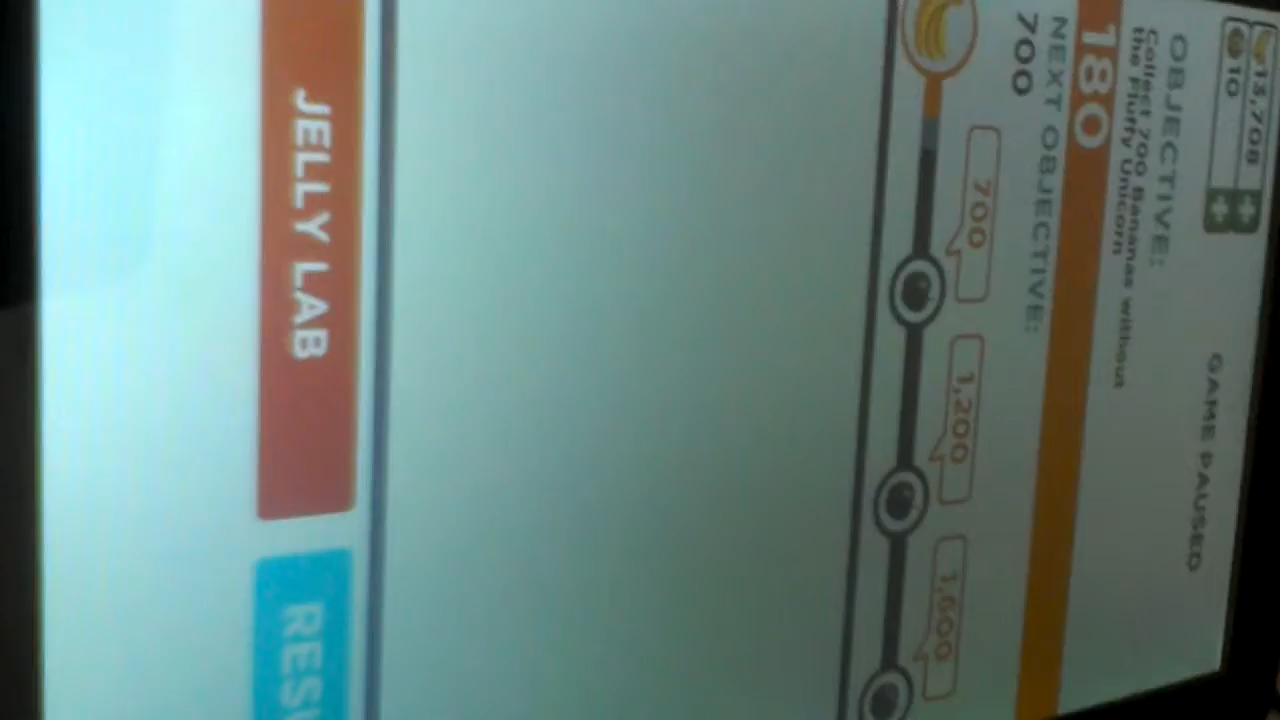 13,708
10
GAME PAUSED
OBJECTIVE:
Collect 700 Bananas without
the Fluffy Unicorn
180
NEXT OBJECTIVE:
700
700
1,200
1,600
JELLY LAB
RESU